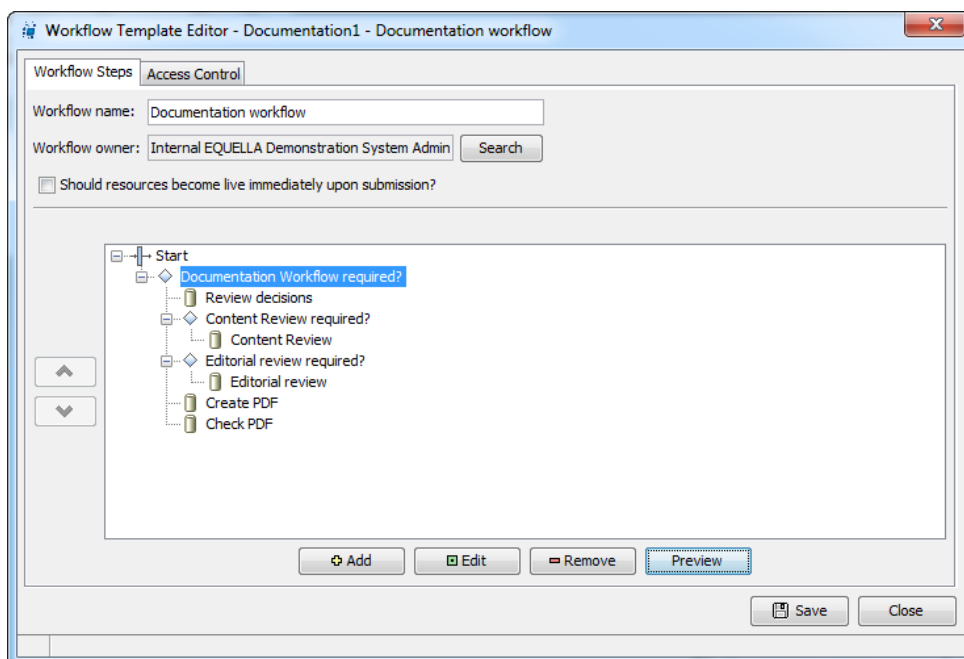 Workflow Template Editor - Documentation1 - Documentation workflow
Workflow Steps Access Control
Workflow name: Documentation workflow
Workflow owner: Internal EQUELLA Demonstration System Admin Search
Should resources become live immediately upon submission?
Start
Documentation Workflow required?
Review decisions
Content Review required?
Content Review
Editorial review required?
Editorial review
Create PDF
Check PDF
Add Edit Remove Preview
Save Close